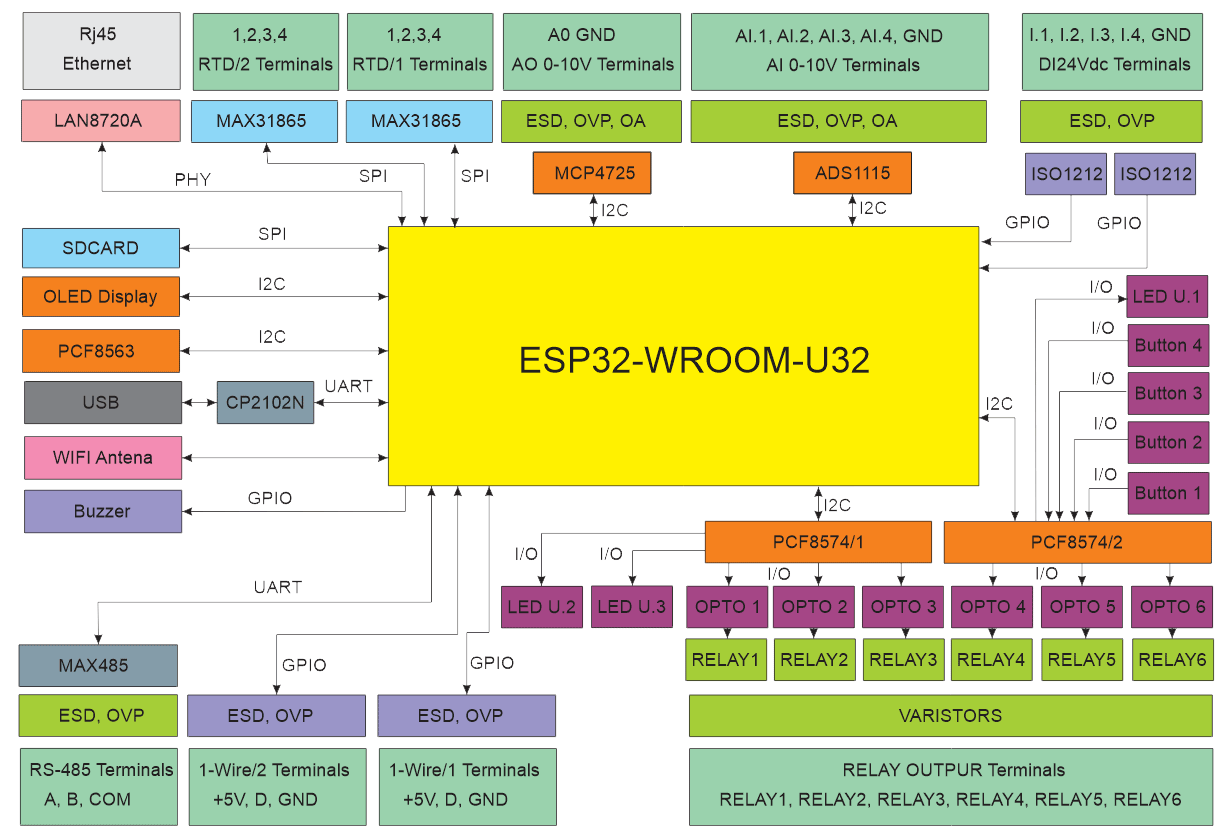 Rj45
Ethernet
1,2,3,4
RTD/2 Terminals
1,2,3,4
RTD/1 Terminals
A0 GND
AO 0-10V Terminals
AI.1, AI.2, AI.3, AI.4, GND
AI 0-10V Terminals
I.1, I.2, I.3, I.4, GND
DI24Vdc Terminals
LAN8720A
MAX31865
MAX31865
ESD, OVP, OA
ESD, OVP, OA
ESD, OVP
MCP4725
ADS1115
ISO1212
ISO1212
PHY
SPI
SPI
I2C
I2C
GPIO
GPIO
SDCARD
SPI
OLED Display
I2C
PCF8563
I2C
USB
CP2102N
UART
WIFI Antena
Buzzer
GPIO
ESP32-WROOM-U32
I/O
LED U.1
I/O
Button 4
I/O
Button 3
I/O
Button 2
I/O
Button 1
I2C
I2C
PCF8574/1
PCF8574/2
I/O
I/O
I/O
I/O
LED U.2
LED U.3
OPTO 1
OPTO 2
OPTO 3
OPTO 4
OPTO 5
OPTO 6
RELAY1
RELAY2
RELAY3
RELAY4
RELAY5
RELAY6
UART
GPIO
GPIO
MAX485
ESD, OVP
ESD, OVP
ESD, OVP
VARISTORS
RS-485 Terminals
A, B, COM
1-Wire/2 Terminals
+5V, D, GND
1-Wire/1 Terminals
+5V, D, GND
RELAY OUTPUR Terminals
RELAY1, RELAY2, RELAY3, RELAY4, RELAY5, RELAY6